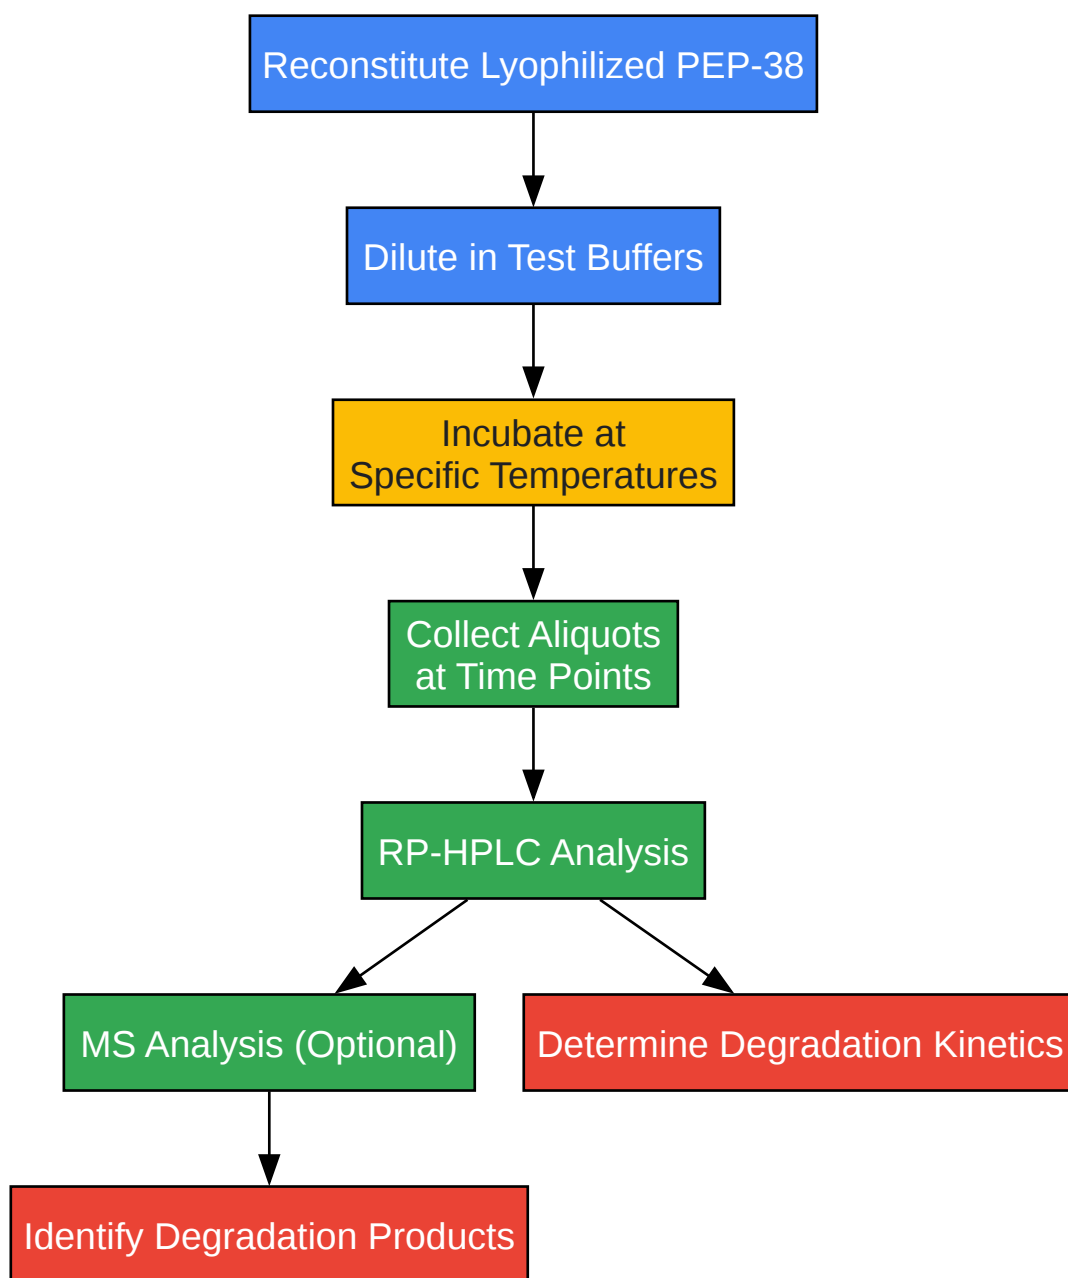 Reconstitute Lyophilized PEP-38
Dilute in Test Buffers
Incubate at
Specific Temperatures
Collect Aliquots
at Time Points
RP-HPLC Analysis
MS Analysis (Optional)
Determine Degradation Kinetics
Identify Degradation Products